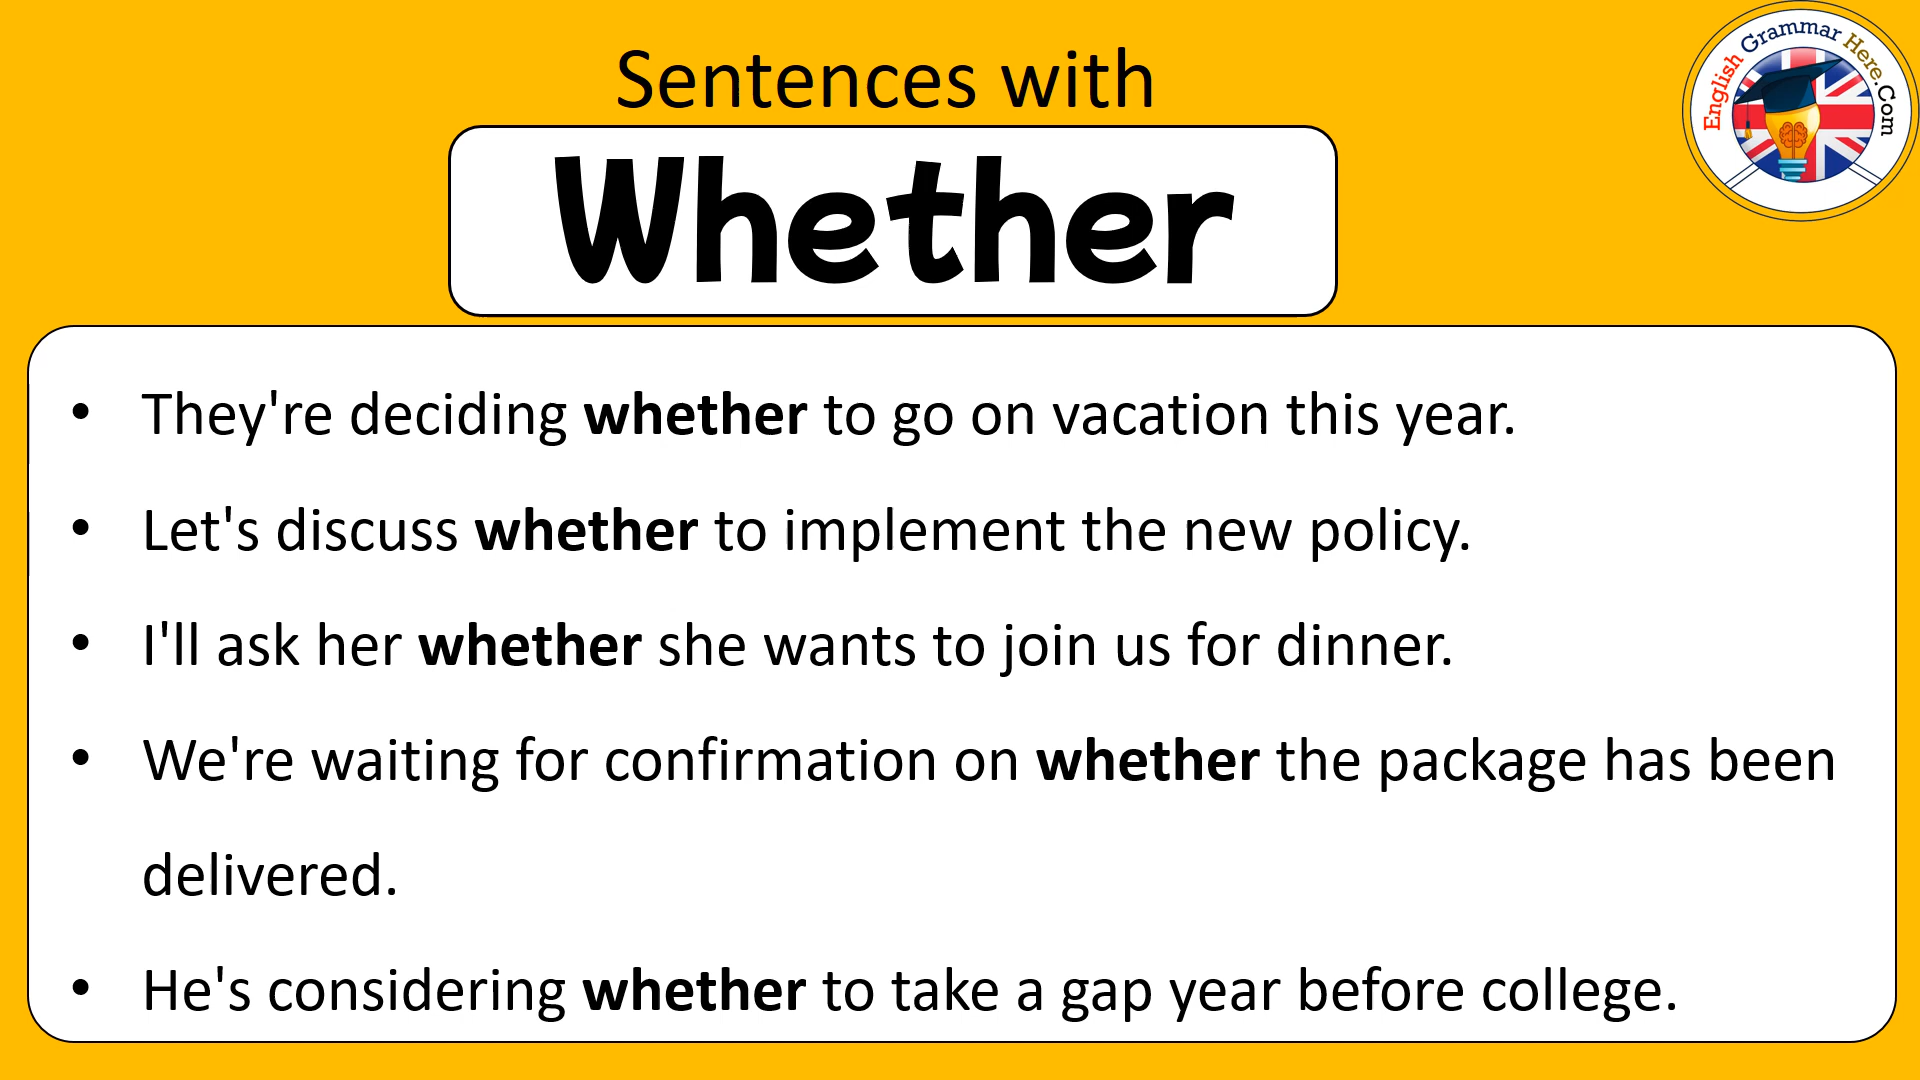 Sentences with
English Grammar Here.Com
Whether
• They're deciding whether to go on vacation this year.
• Let's discuss whether to implement the new policy.
• I'll ask her whether she wants to join us for dinner.
• We're waiting for confirmation on whether the package has been
delivered.
• He's considering whether to take a gap year before college.